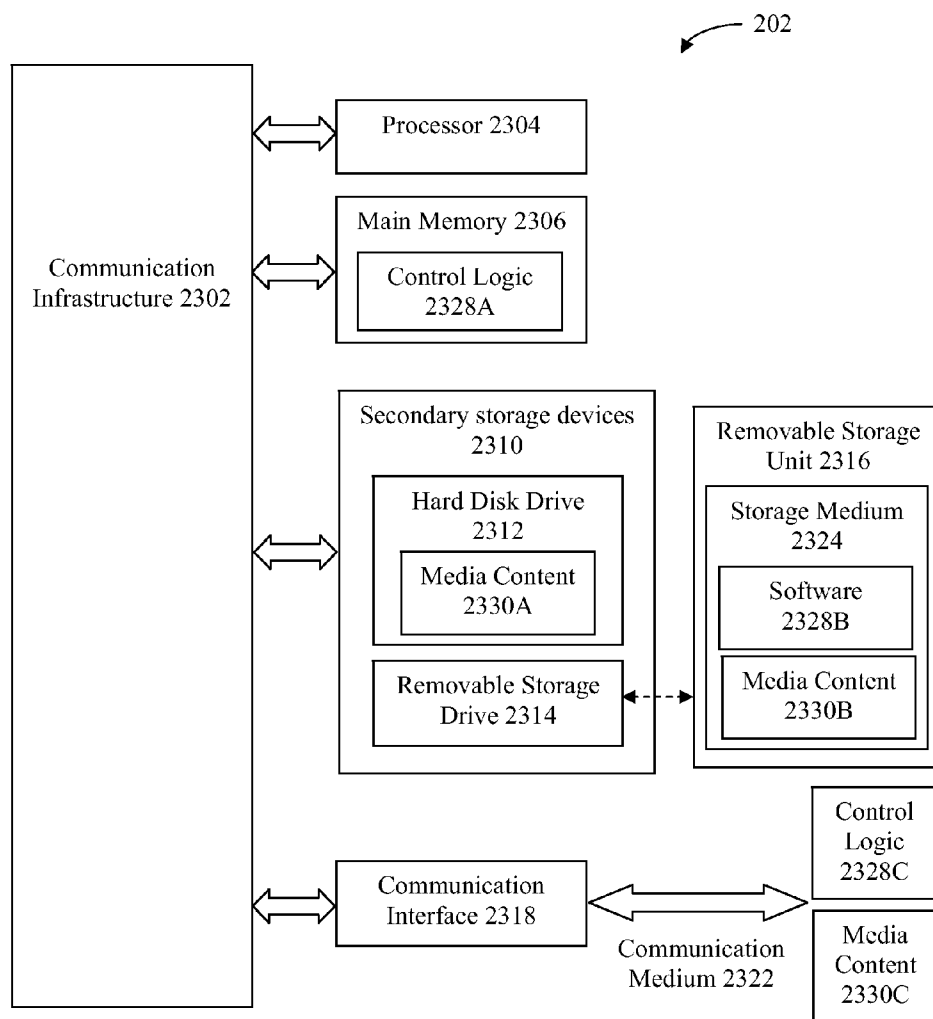 202
Communication
Infrastructure 2302
Processor 2304
Main Memory 2306
Control Logic
2328A
Secondary storage devices
2310
Hard Disk Drive
2312
Media Content
2330A
Removable Storage
Drive 2314
Removable Storage
Unit 2316
Storage Medium
2324
Software
2328B
Media Content
2330B
Communication
Interface 2318
Communication
Medium 2322
Control
Logic
2328C
Media
Content
2330C